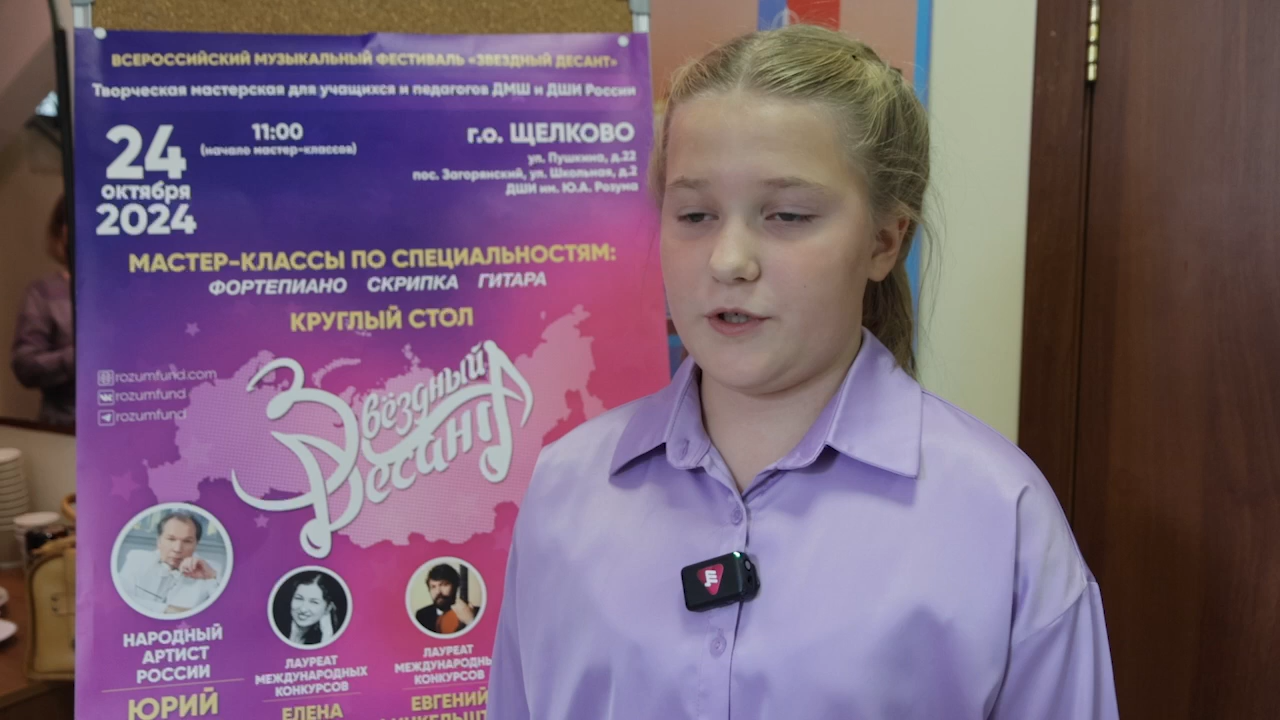 ВСЕРОССИЙСКИЙ МУЗЫКАЛЬНЫЙ ФЕСТИВАЛЬ «ЗВЕЗДНЫЙ ДЕСАНТ»
Творческая мастерская для учащихся и педагогов ДМШ и ДШИ России
24
октября
2024
11:00
(начало мастер-классов)
г.о. ЩЕЛКОВО
ул. Пушкина, д.22
пос. Загорянский, ул. Школьная, д.2
ДШИ им. Ю.А. Розума
МАСТЕР-КЛАССЫ ПО СПЕЦИАЛЬНОСТЯМ:
ФОРТЕПИАНО СКРИПКА ГИТАРА
КРУГЛЫЙ СТОЛ
rozumfund.com
rozumfund
rozumfund
Звёздный
Десант
НАРОДНЫЙ
АРТИСТ
РОССИИ
ЮРИЙ
ЛАУРЕАТ
МЕЖДУНАРОДНЫХ
КОНКУРСОВ
ЕЛЕНА
ЛАУРЕАТ
МЕЖДУНАРОДНЫ
КОНКУРСОВ
ЕВГЕНИЙ